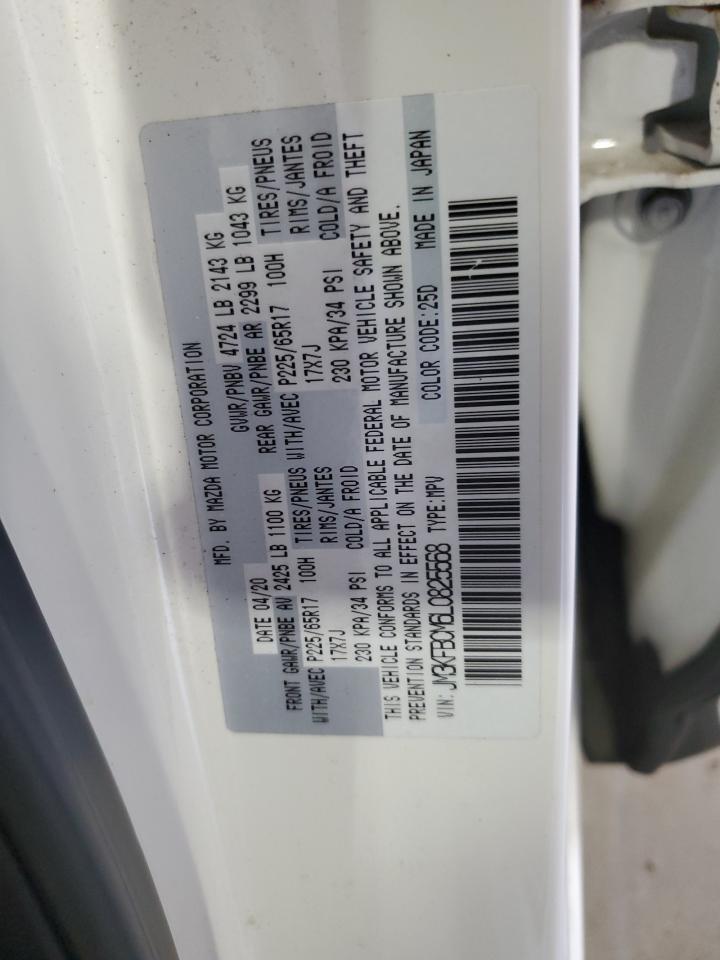 MFD. BY MAZDA MOTOR CORPORATION
DATE 04/20 GVWR/PNBV 4724 LB 2143 KG
FRONT GAWR/PNBE AV 2425 LB 1100 KG REAR GAWR/PNBE AR 2299 LB 1043 KG
WITH/AVEC P225/65R17 100H TIRES/PNEUS WITH/AVEC P225/65R17 100H TIRES/PNEUS
17X7J RIMS/JANTES 17X7J RIMS/JANTES
230 KPA/34 PSI COLD/A FROID 230 KPA/34 PSI COLD/A FROID
THIS VEHICLE CONFORMS TO ALL APPLICABLE FEDERAL MOTOR VEHICLE SAFETY AND THEFT
PREVENTION STANDARDS IN EFFECT ON THE DATE OF MANUFACTURE SHOWN ABOVE.
VIN: JM3KFBCM6L0825568 TYPE:MPV COLOR CODE:25D MADE IN JAPAN